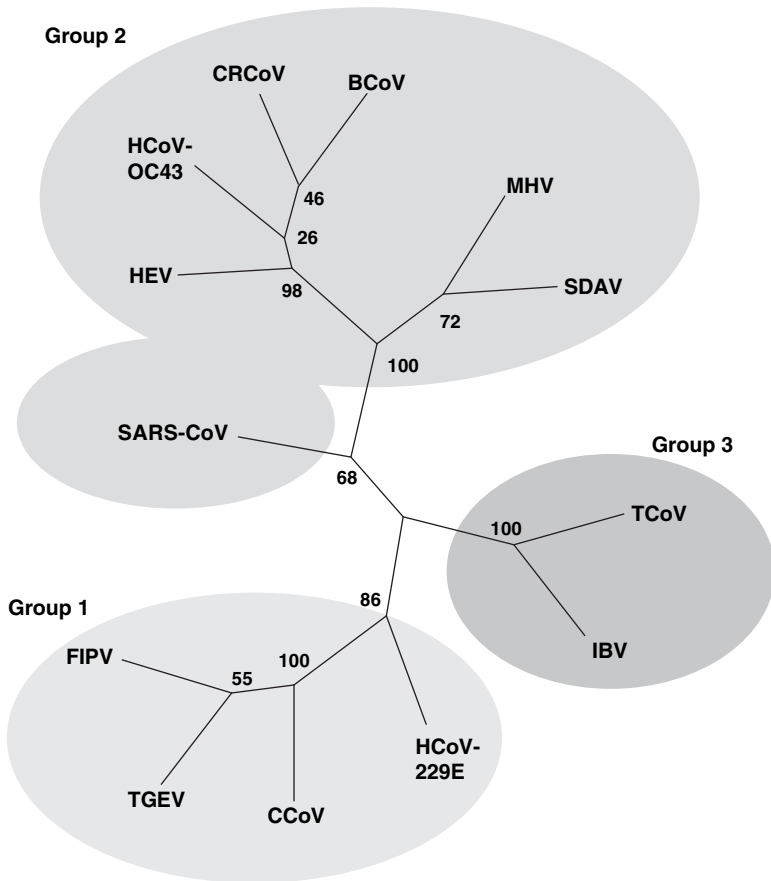 Group 2
CRCoV
BCoV
HCoV-
OC43
MHV
46
26
HEV
SDAV
98
72
100
SARS-CoV
Group 3
68
TCoV
100
86
Group 1
IBV
FIPV
100
55
HCoV-
229E
TGEV
CCoV